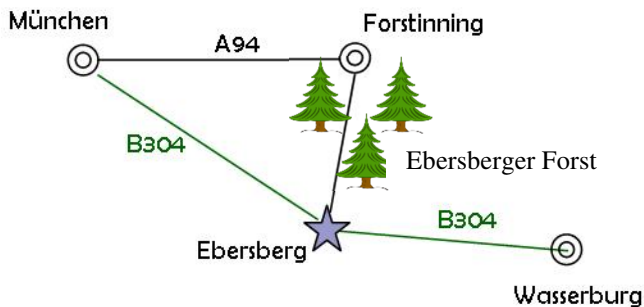 München
Forstinning
A94
B304
Ebersberger Forst
B304
Ebersberg
Wasserburg